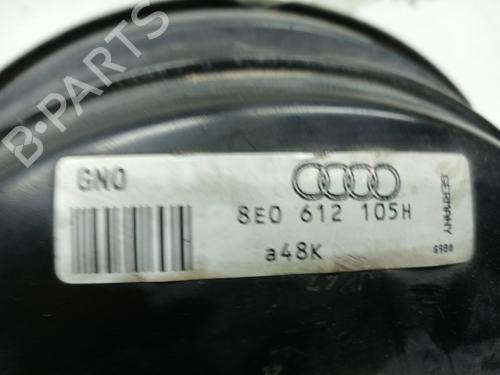 B-PARTS
GNO
8E0 612 105H
a48K
GERMANY
6980